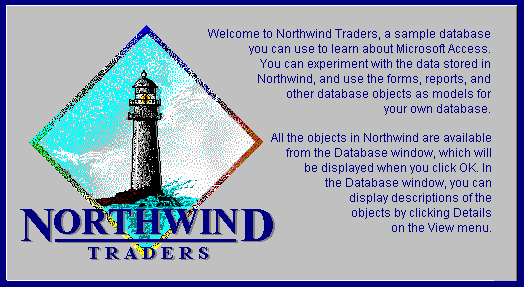 Welcome to Northwind Traders, a sample database
you can use to learn about Microsoft Access.
You can experiment with the data stored in
Northwind, and use the forms, reports, and
other database objects as models for
your own database.
All the objects in Northwind are available
from the Database window, which will
be displayed when you click OK. In
the Database window, you can
display descriptions of the
objects by clicking Details
on the View menu.
NORTHWIND
TRADERS